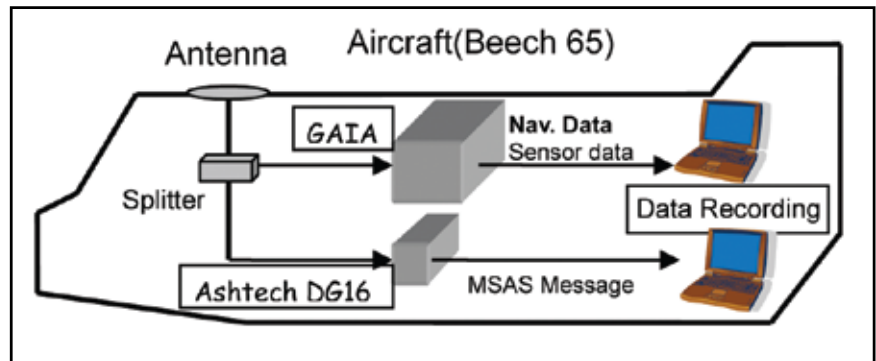 Aircraft(Beech 65)
Antenna
GAIA
Nav. Data
Sensor data
Splitter
Data Recording
Ashtech DG16
MSAS Message